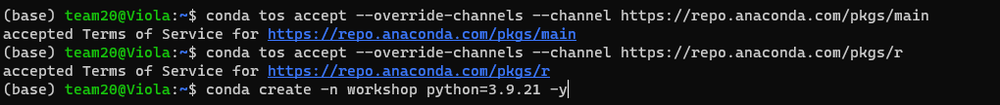 (base) team20@Viola:~$ conda tos accept --override-channels --channel https://repo.anaconda.com/pkgs/main
accepted Terms of Service for https://repo.anaconda.com/pkgs/main
(base) team20@Viola:~$ conda tos accept --override-channels --channel https://repo.anaconda.com/pkgs/r
accepted Terms of Service for https://repo.anaconda.com/pkgs/r
(base) team20@Viola:~$ conda create -n workshop python=3.9.21 -y